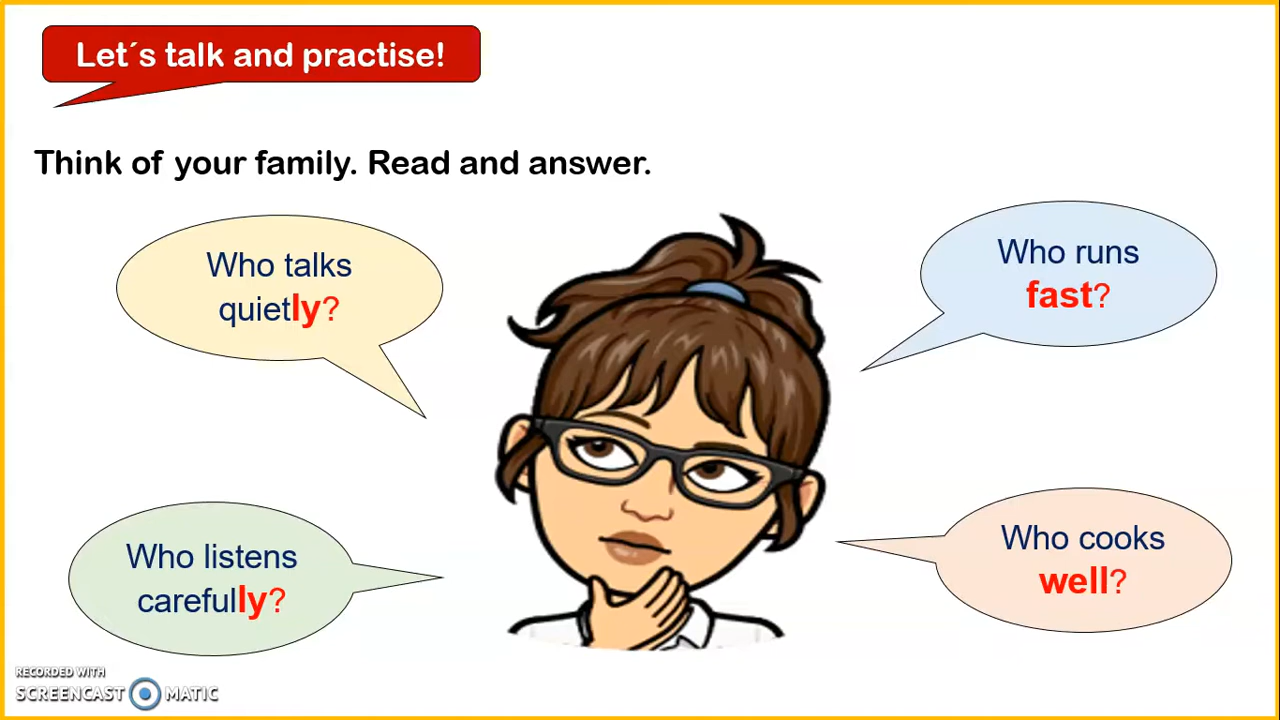 Let´s talk and practise!
Think of your family. Read and answer.
Who talks
quietly?
Who runs
fast?
Who listens
carefully?
Who cooks
well?
RECORDED WITH
SCREENCAST MATIC